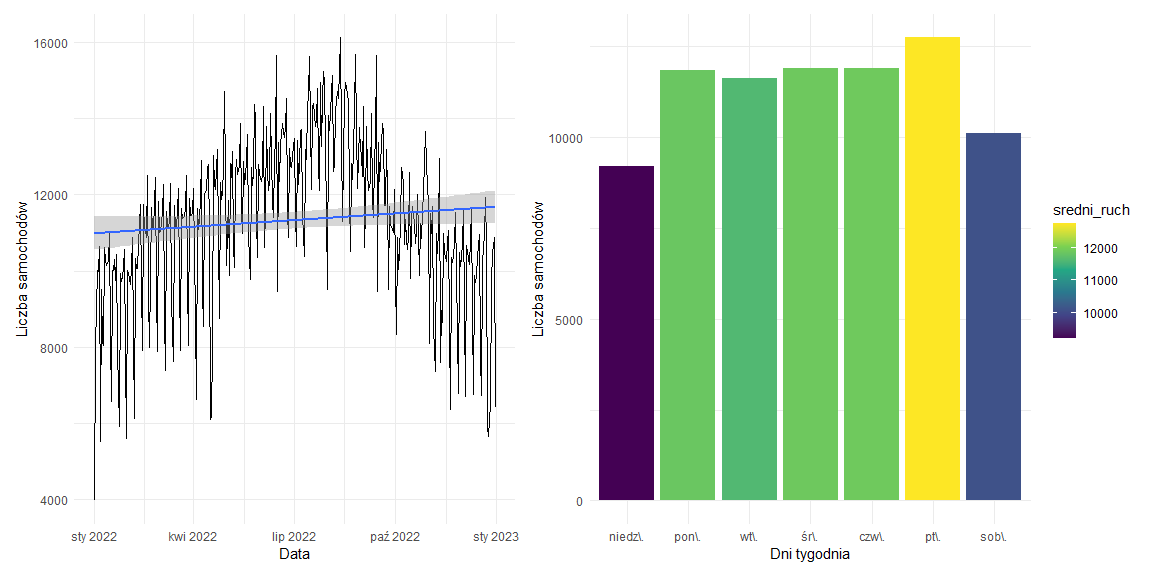 16000
12000
8000
4000
Liczba samochodów
sty 2022
kwi 2022
lip 2022
paź 2022
sty 2023
Data
10000
5000
0
Liczba samochodów
niedz\.
pon\.
wt\.
śr\.
czw\.
pt\.
sob\.
Dni tygodnia
sredni_ruch
12000
11000
10000